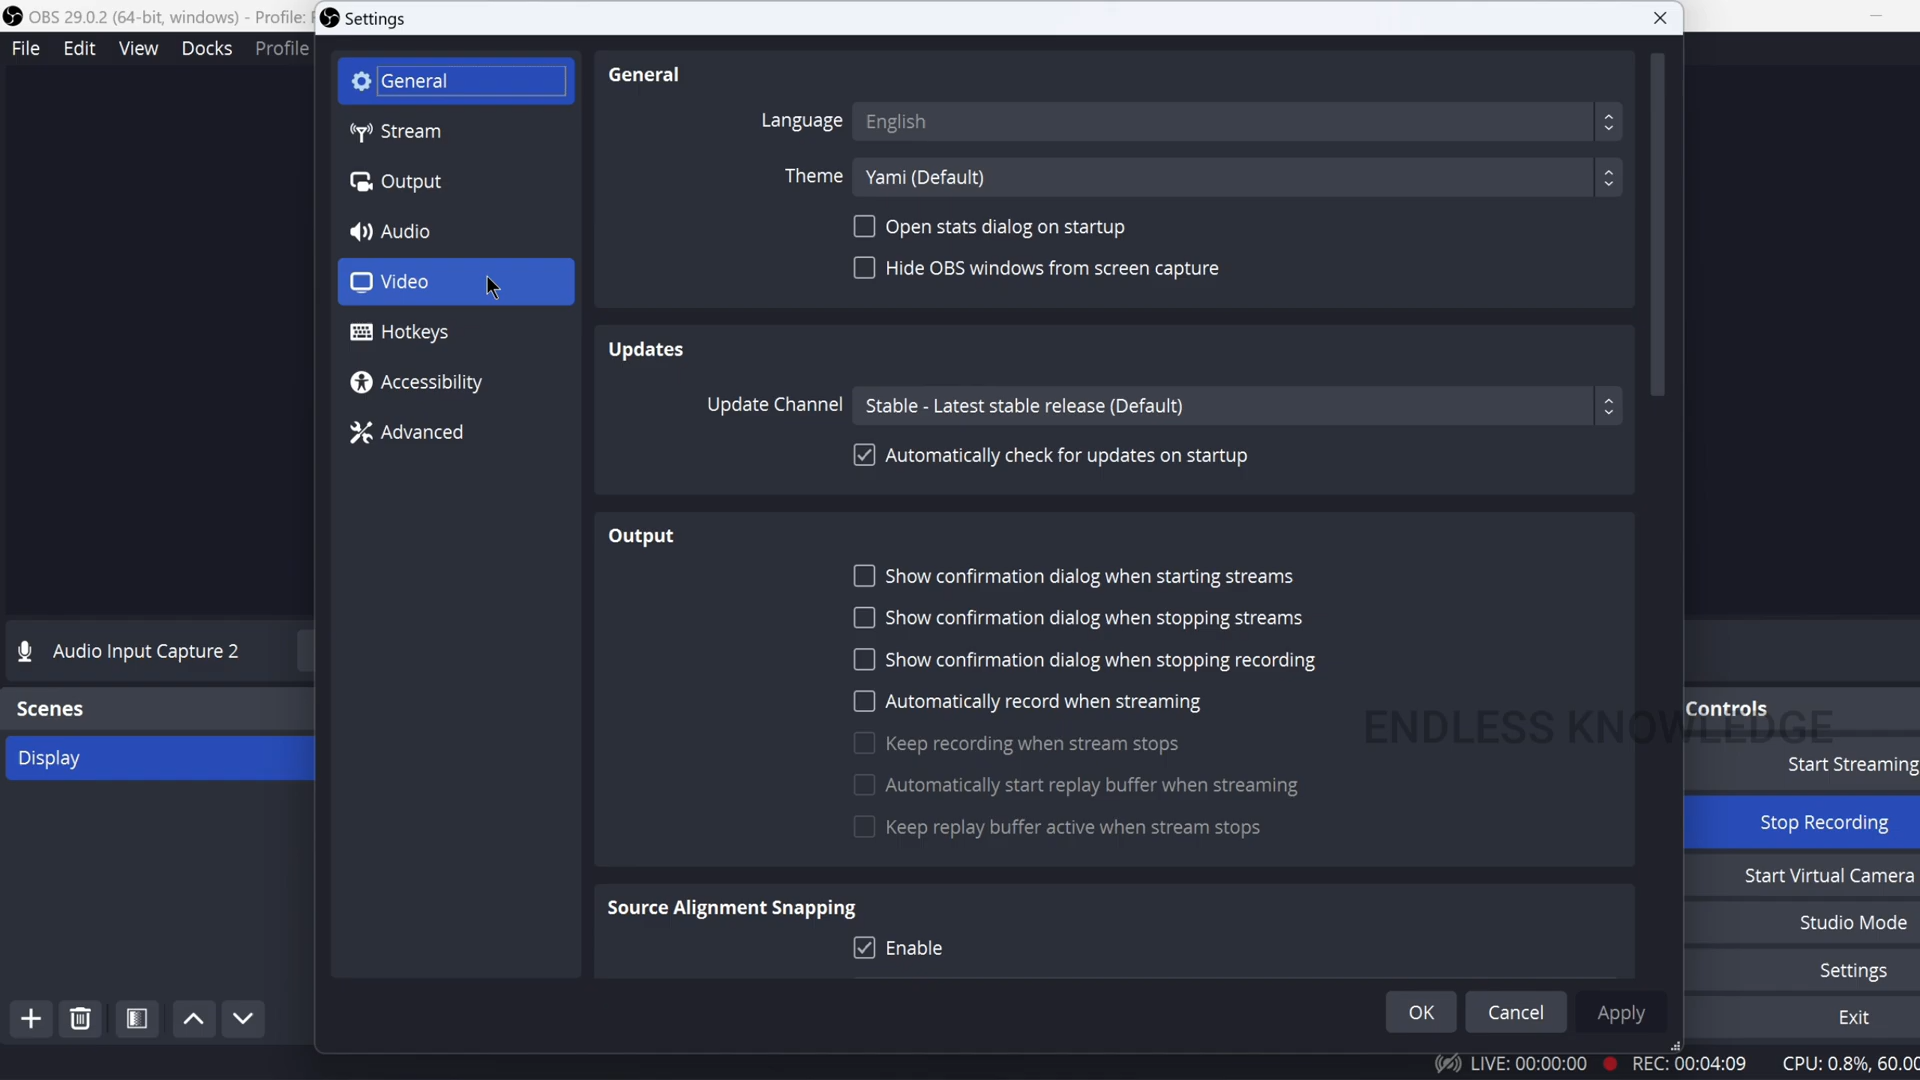 OBS 29.0.2 (64-bit, windows) - Profile:
Settings
File Edit View Docks Profile
General
Stream
Output
Audio
Video
Hotkeys
Accessibility
Advanced
General
Language English
Theme Yami (Default)
Open stats dialog on startup
Hide OBS windows from screen capture
Updates
Update Channel Stable - Latest stable release (Default)
Automatically check for updates on startup
Output
Show confirmation dialog when starting streams
Show confirmation dialog when stopping streams
Show confirmation dialog when stopping recording
Automatically record when streaming
Keep recording when stream stops
Automatically start replay buffer when streaming
Keep replay buffer active when stream stops
Source Alignment Snapping
Enable
OK Cancel Apply
Audio Input Capture 2
Scenes
Display
ENDLESS KNOWLEDGE
Controls
Start Streaming
Stop Recording
Start Virtual Camera
Studio Mode
Settings
Exit
LIVE: 00:00:00 REC: 00:04:09 CPU: 0.8%, 60.00